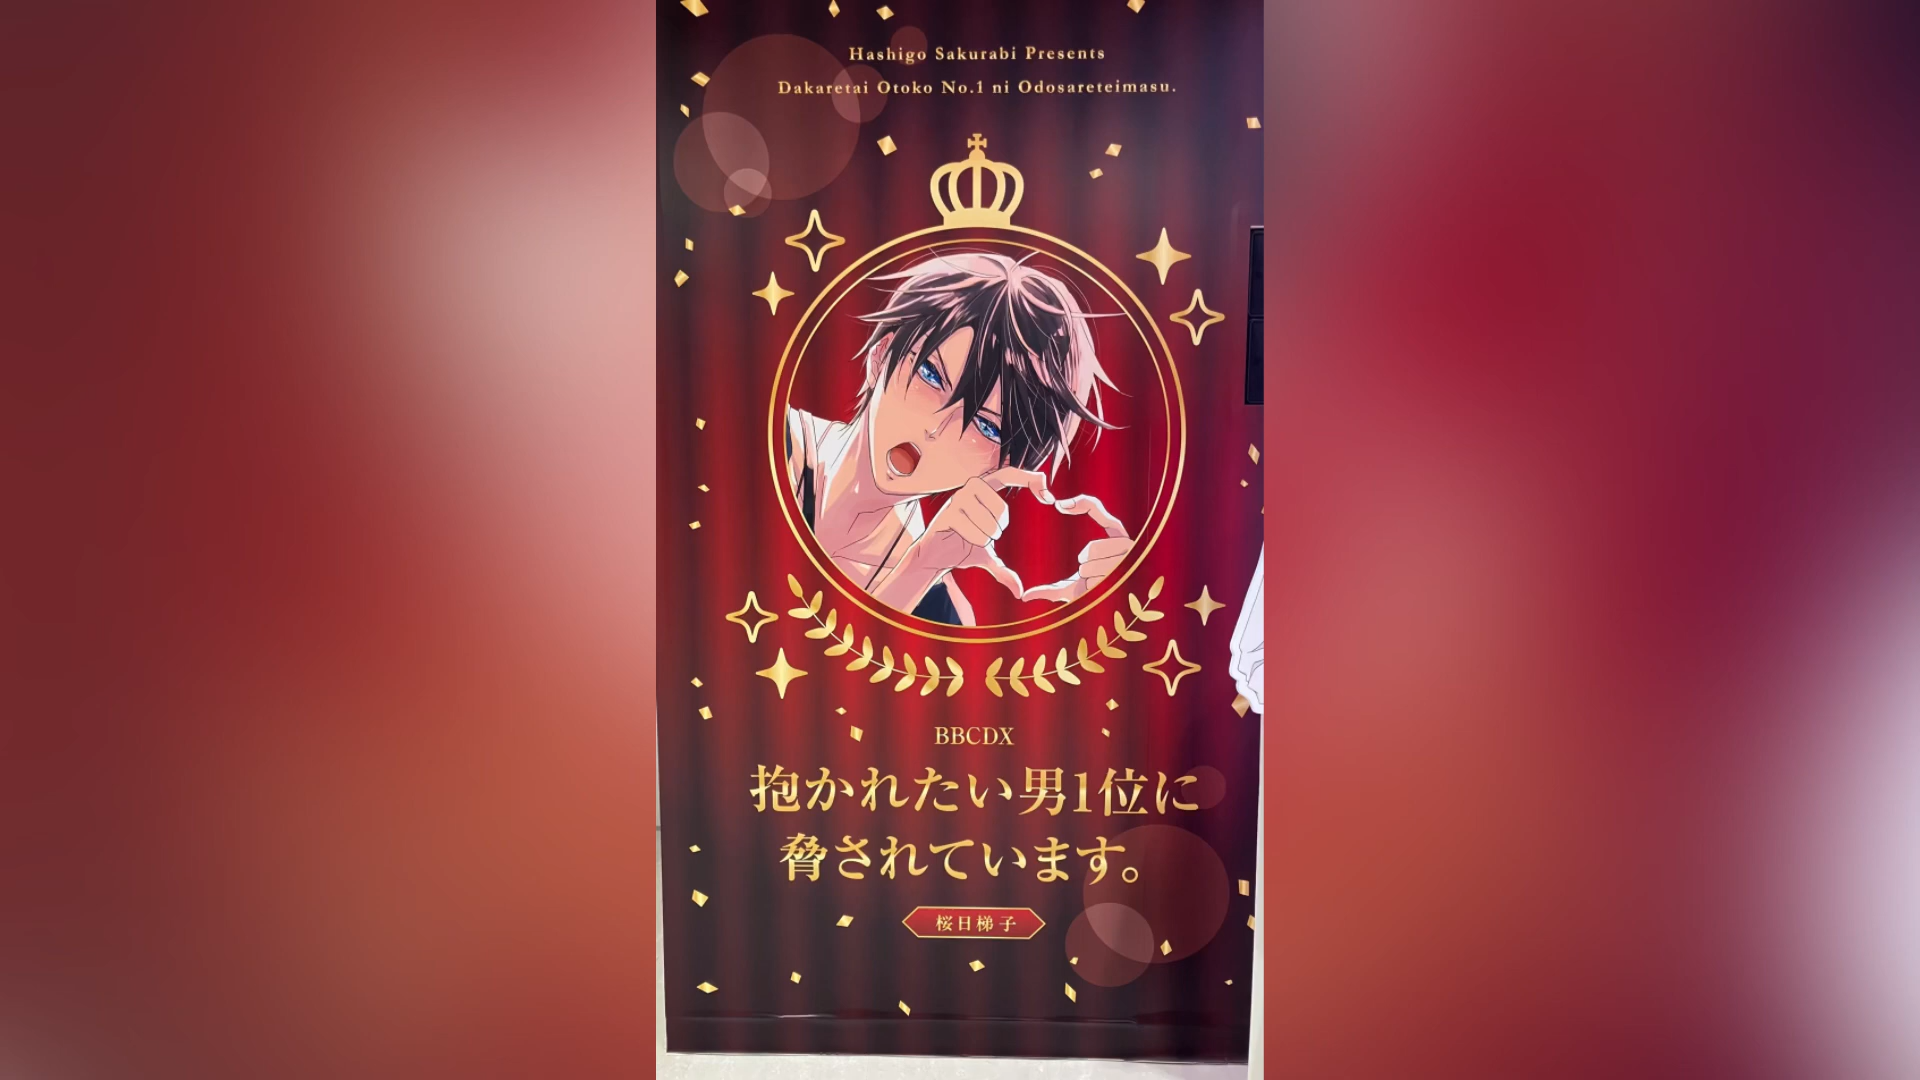 Hashigo Sakurabi Presents
Dakaretai Otoko No.1 ni Odosareteimasu.
BBCDX
抱かれたい男1位に
脅されています。
桜日梯子